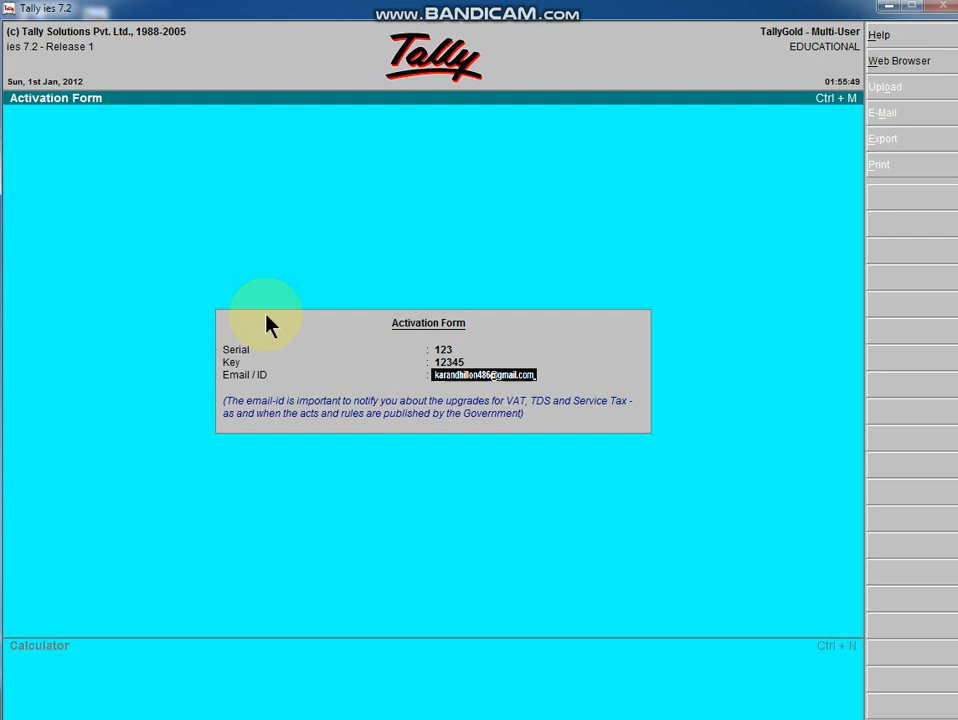 Tally ies 7.2
www.BANDICAM.com
(c) Tally Solutions Pvt. Ltd., 1988-2005
ies 7.2 - Release 1
Sun, 1st Jan, 2012
Tally
TallyGold - Multi-User
EDUCATIONAL
01:55:49
Activation Form
Ctrl + M
Help
Web Browser
Upload
E-Mail
Export
Print
Activation Form
Serial : 123
Key : 12345
Email / ID : karandhillon486@gmail.com
(The email-id is important to notify you about the upgrades for VAT, TDS and Service Tax -
as and when the acts and rules are published by the Government)
Calculator
Ctrl + N